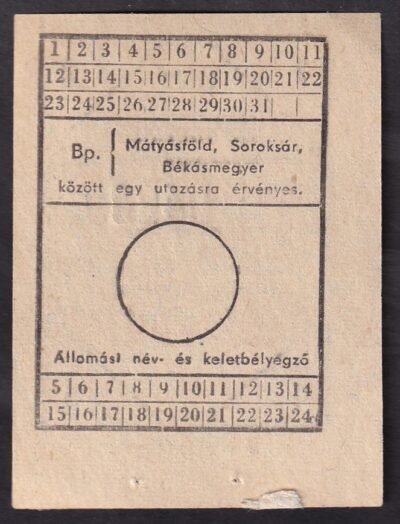 1 2 3 4 5 6 7 8 9 10 11
12 13 14 15 16 17 18 19 20 21 22
23 24 25 26 27 28 29 30 31
Bp. { Mátyásföld, Soroksár,
Békásmegyer
között egy utazásra érvényes.
Állomási név- és keletbélyegző
5 6 7 8 9 10 11 12 13 14
15 16 17 18 19 20 21 22 23 24